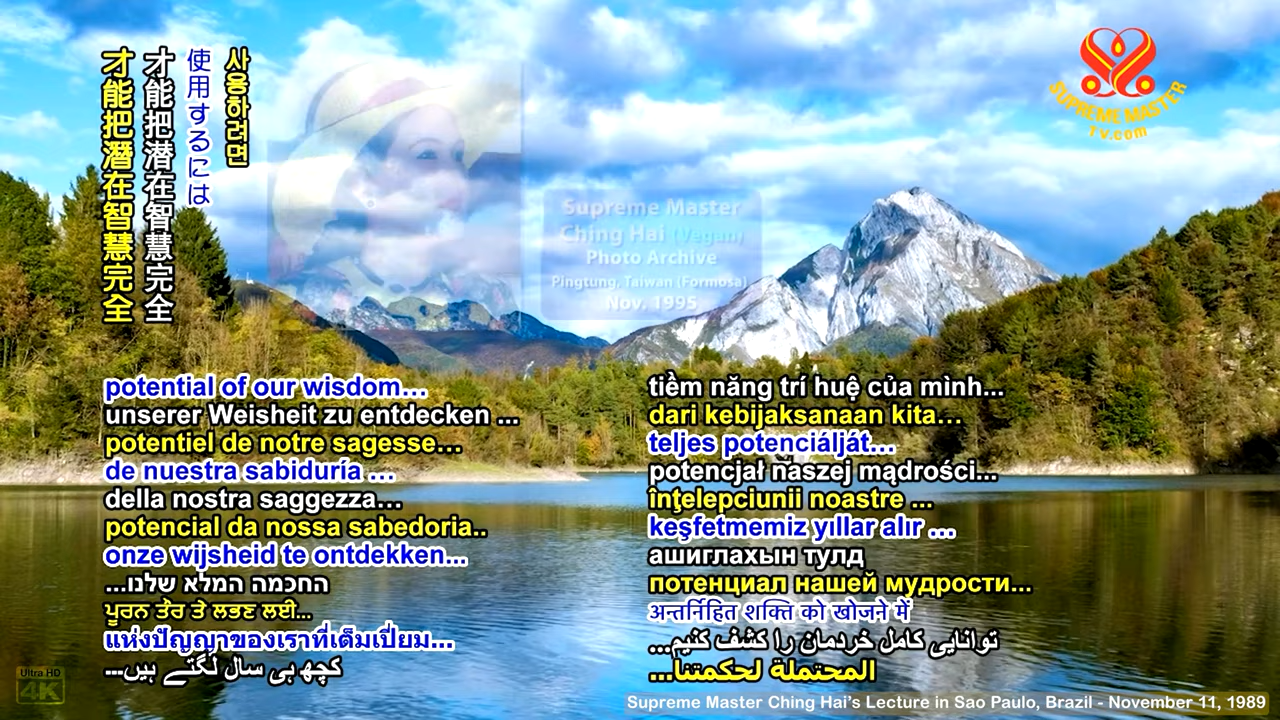 사용하려면
使用するには
才能把潜在智慧完全
才能把潛在智慧完全
SUPREME MASTER
TV.com
Supreme Master
Ching Hai (Vegan)
Photo Archive
Pingtung, Taiwan (Formosa)
Nov. 1995
potential of our wisdom…
unserer Weisheit zu entdecken ...
potentiel de notre sagesse…
de nuestra sabiduría …
della nostra saggezza…
potencial da nossa sabedoria..
onze wijsheid te ontdekken...
החכמה המלא שלנו...
ਪੂਰਨ ਤੌਰ ਤੇ ਲਭਣ ਲਈ...
แห่งปัญญาของเราที่เต็มเปี่ยม...
کچھ ہی سال لگتے ہیں...
tiềm năng trí huệ của mình...
dari kebijaksanaan kita…
teljes potenciálját…
potencjał naszej mądrości...
înţelepciunii noastre ...
keşfetmemiz yıllar alır …
ашиглахын тулд
потенциал нашей мудрости...
अन्तर्निहित शक्ति को खोजने में
توانایی کامل خردمان را کشف کنیم...
المحتملة لحكمتنا...
Ultra HD
4K
Supreme Master Ching Hai’s Lecture in Sao Paulo, Brazil - November 11, 1989